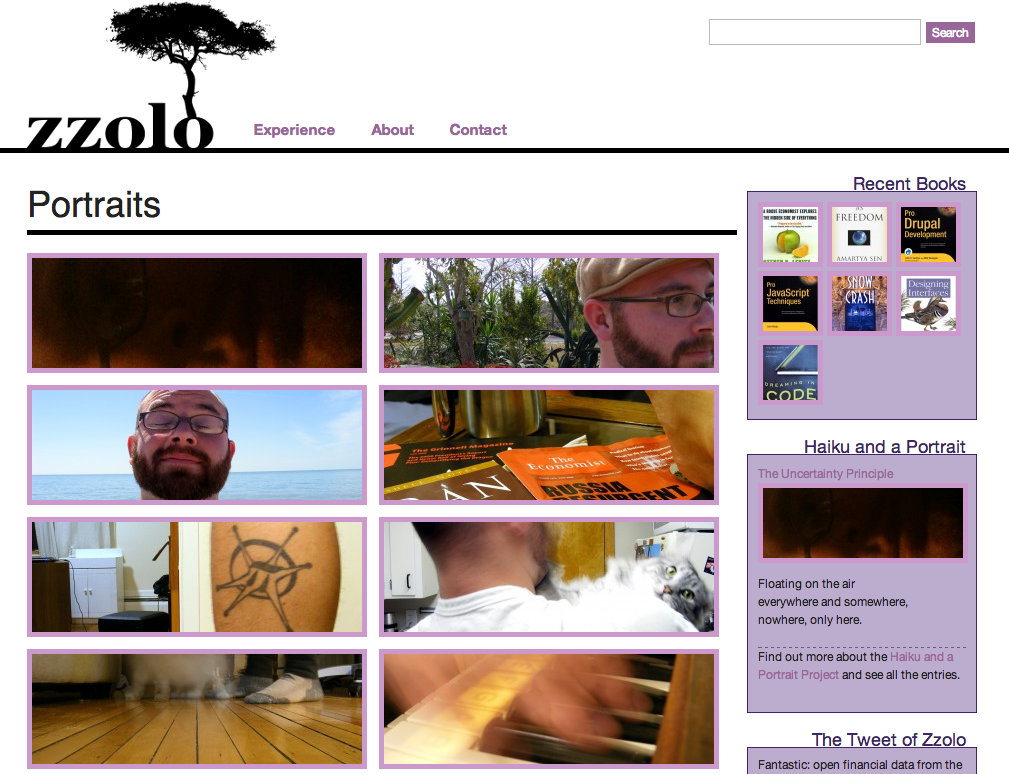 Search
zzolo
Experience About Contact
Portraits
The Grinnell Magazine
The
Economist
RUSSIA
RESURGENT
Recent Books
A ROGUE ECONOMIST EXPLORES
THE HIDDEN SIDE OF EVERYTHING
AS
FREEDOM
AMARTYA SEN
Pro
Drupal
Development
Pro
JavaScript
Techniques
SNOW
CRASH
Designing
Interfaces
DREAMING IN
CODE
Haiku and a Portrait
The Uncertainty Principle
Floating on the air
everywhere and somewhere,
nowhere, only here.
Find out more about the Haiku and a
Portrait Project and see all the entries.
The Tweet of Zzolo
Fantastic: open financial data from the